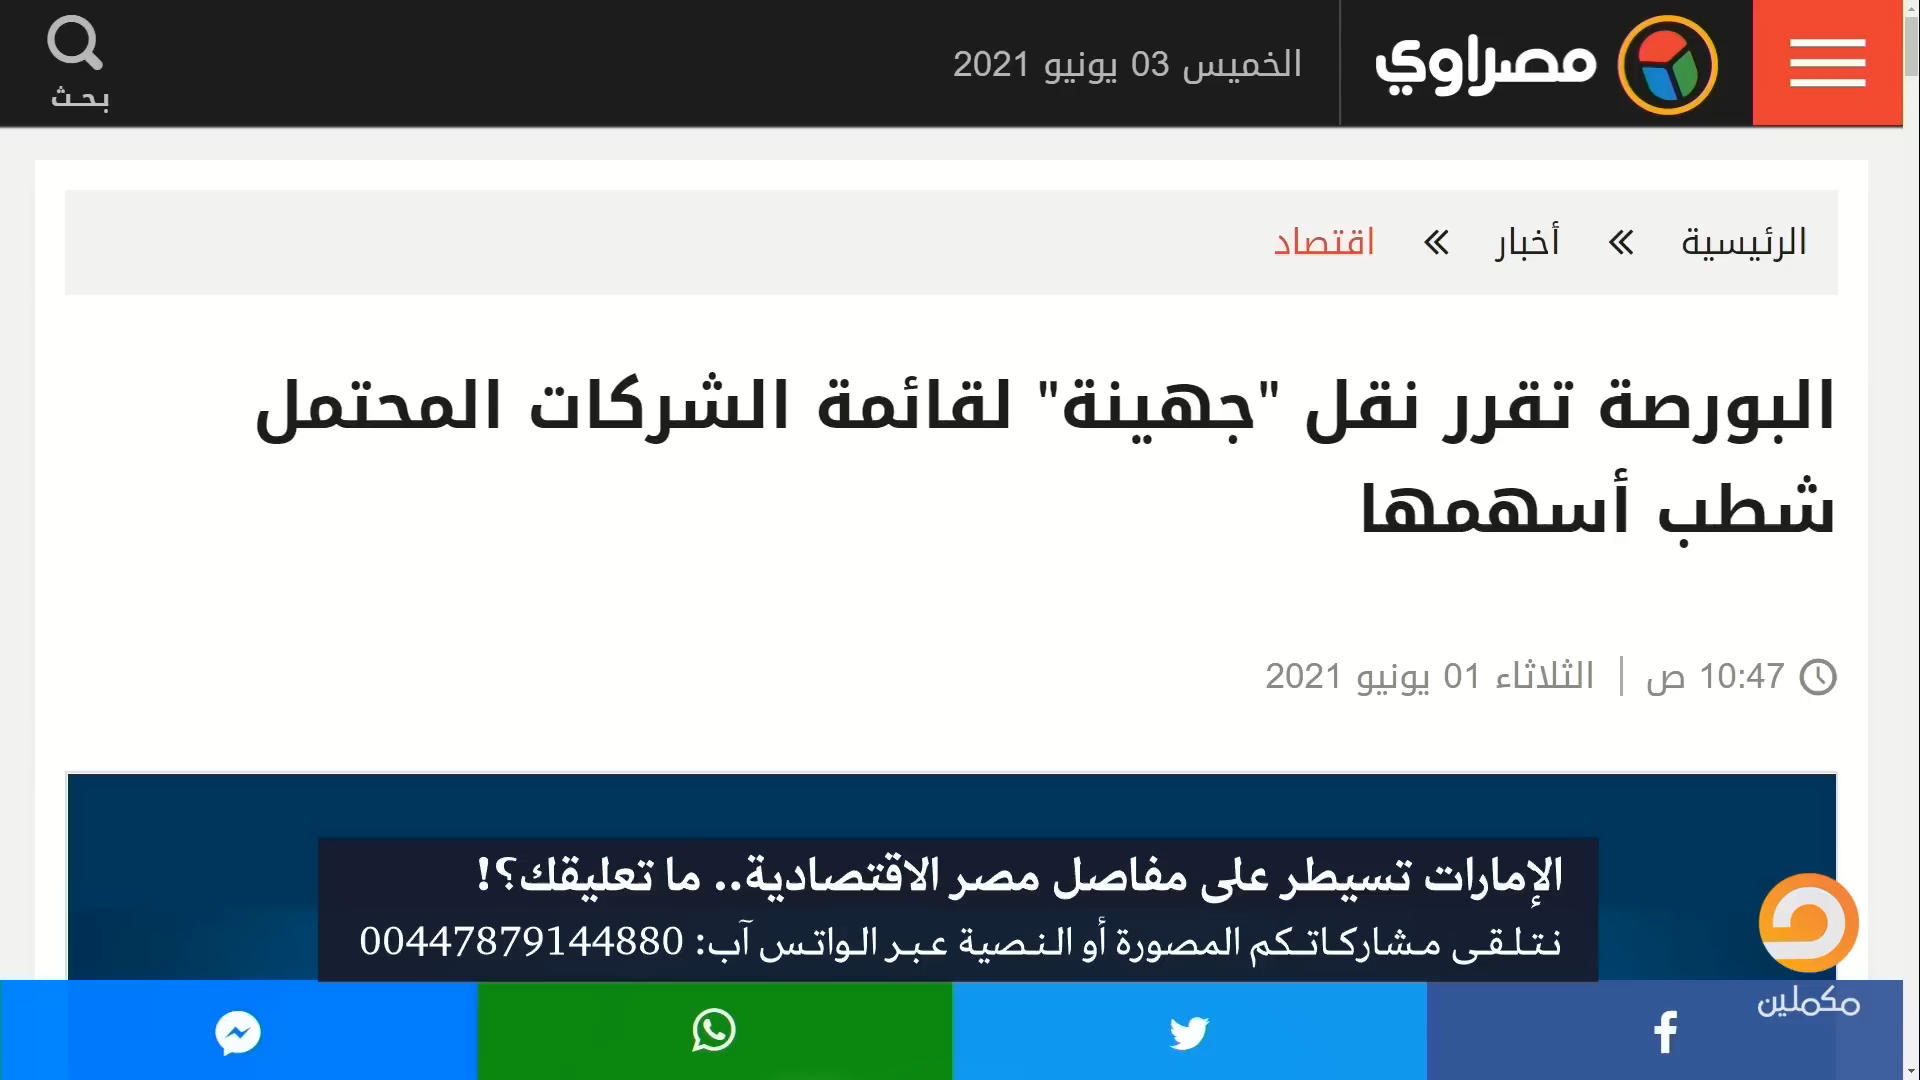 مصراوي
الخميس 03 يونيو 2021
بحث
الرئيسية » أخبار » اقتصاد
البورصة تقرر نقل "جهينة" لقائمة الشركات المحتمل
شطب أسهمها
10:47 ص | الثلاثاء 01 يونيو 2021
الإمارات تسيطر على مفاصل مصر الاقتصادية.. ما تعليقك؟!
نتلقى مشاركاتكم المصورة أو النصية عبر الواتس آب: 00447879144880
مكملين